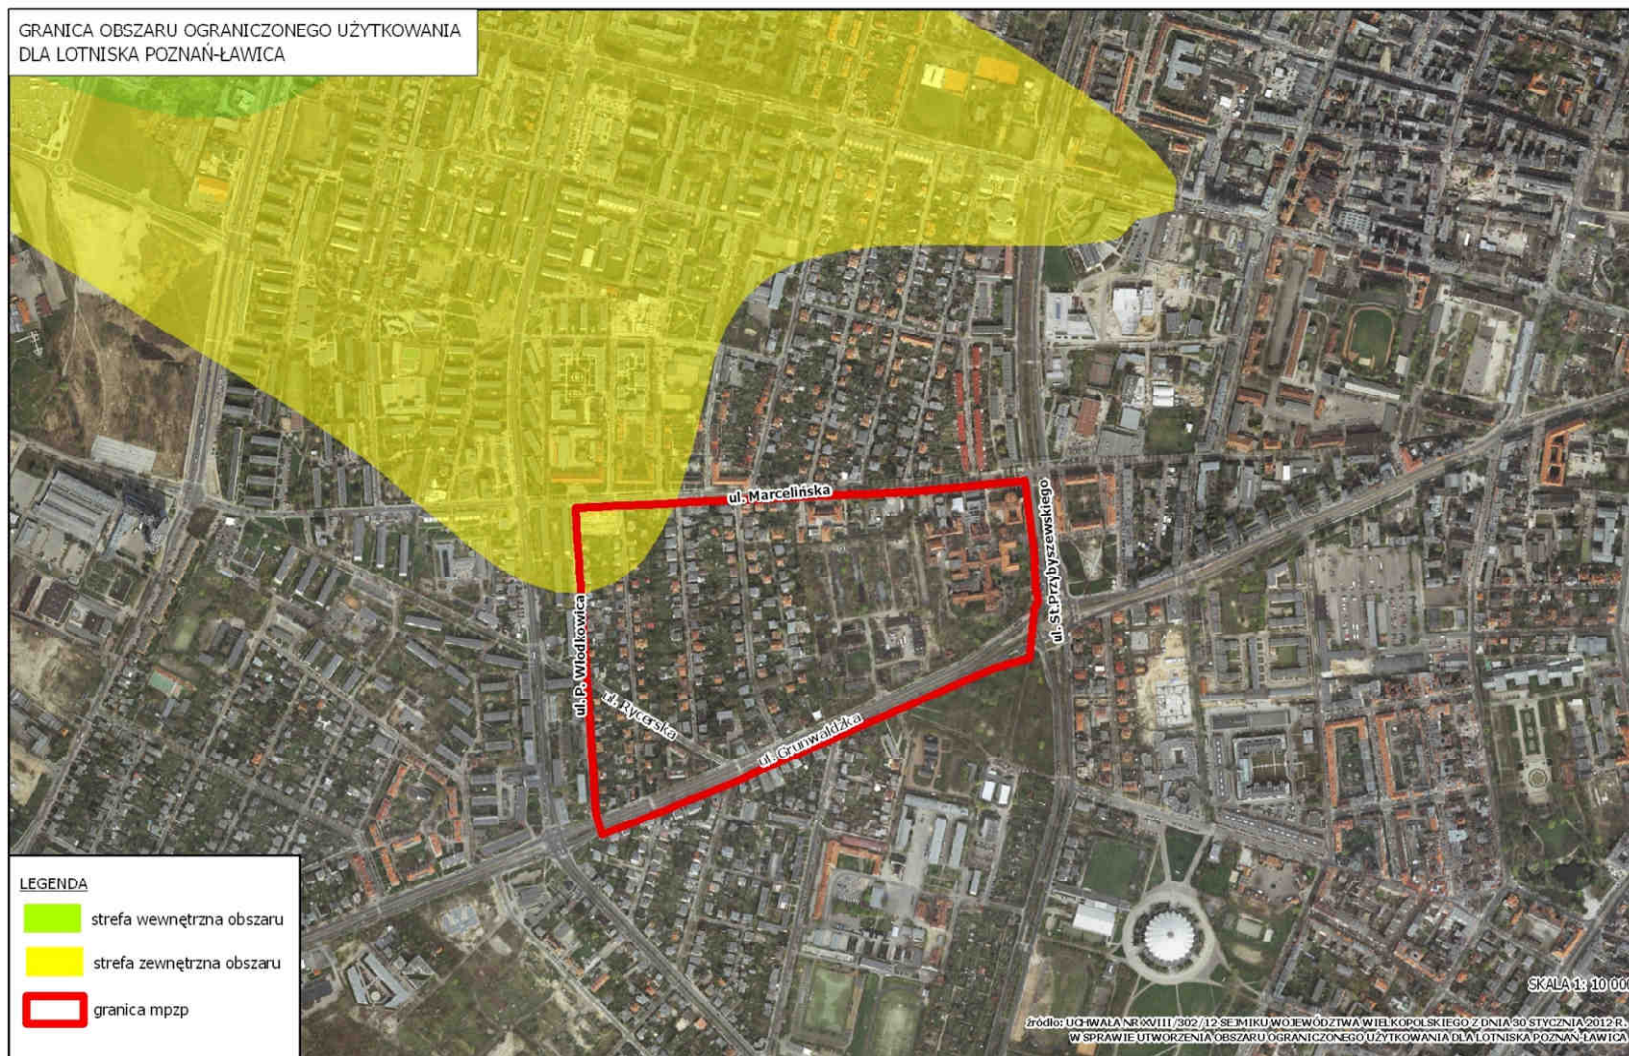 GRANICA OBSZARU OGRANICZONEGO UŻYTKOWANIA
DLA LOTNISKA POZNAŃ-ŁAWICA
ul. Marcelińska
ul. St. Przybyszewskiego
ul. P. Włodkowica
ul. Rycerska
ul. Grunwaldzka
LEGENDA
strefa wewnętrzna obszaru
strefa zewnętrzna obszaru
granica mpzp
SKALA 1: 10 000
źródło: UCHWAŁA NR XVIII/302/12 SEJMIKU WOJEWÓDZTWA WIELKOPOLSKIEGO Z DNIA 30 STYCZNIA 2012 R.
W SPRAWIE UTWORZENIA OBSZARU OGRANICZONEGO UŻYTKOWANIA DLA LOTNISKA POZNAŃ-ŁAWICA